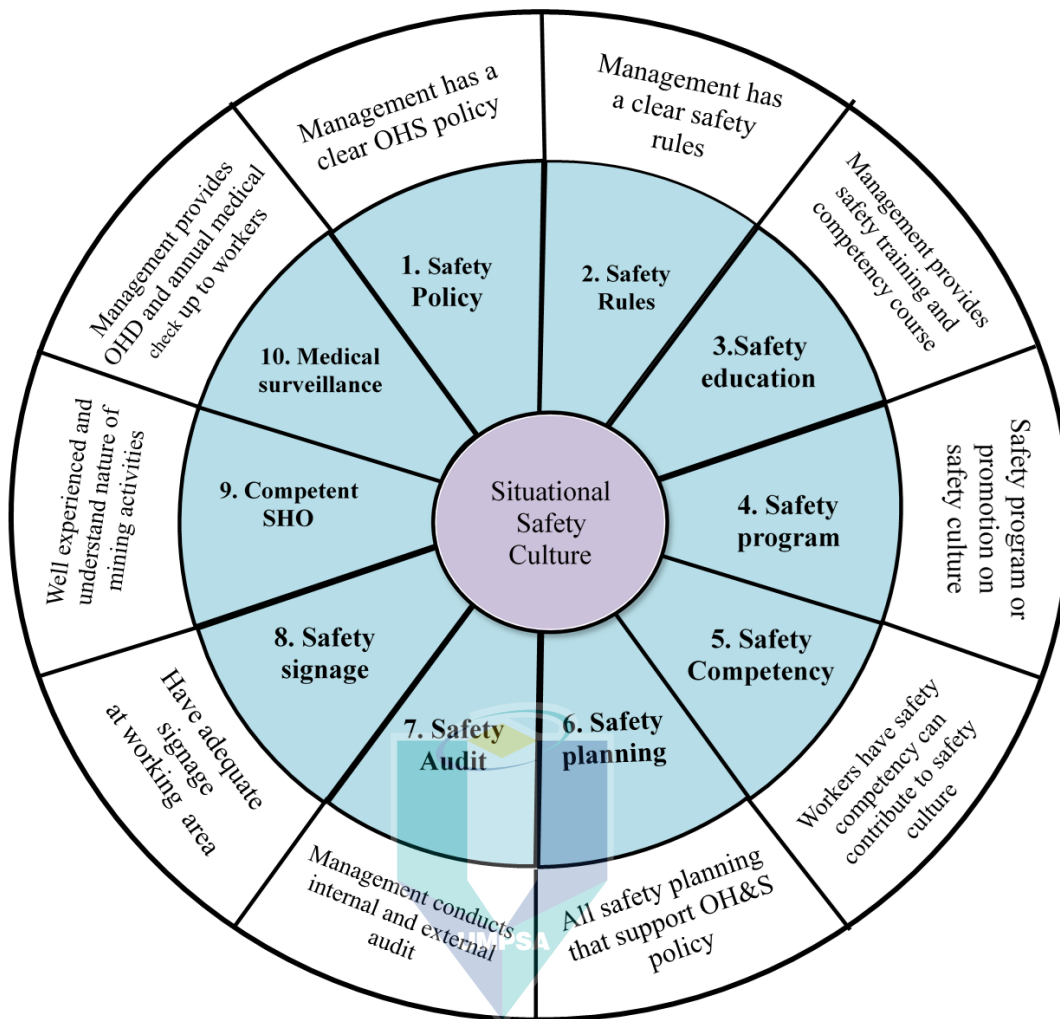 Situational
Safety
Culture
1. Safety
Policy
Management has a
clear OHS policy
2. Safety
Rules
Management has
a clear safety
rules
3.Safety
education
Management provides
safety training and
competency course
4. Safety
program
Safety program or
promotion on
safety culture
5. Safety
Competency
Workers have safety
competency can
contribute to safety
culture
6. Safety
planning
All safety planning
that support OH&S
policy
7. Safety
Audit
Management conducts
internal and external
audit
8. Safety
signage
Have adequate
signage
at working area
9. Competent
SHO
Well experienced and
understand nature of
mining activities
10. Medical
surveillance
Management provides
OHD and annual medical
check up to workers
UMPSA